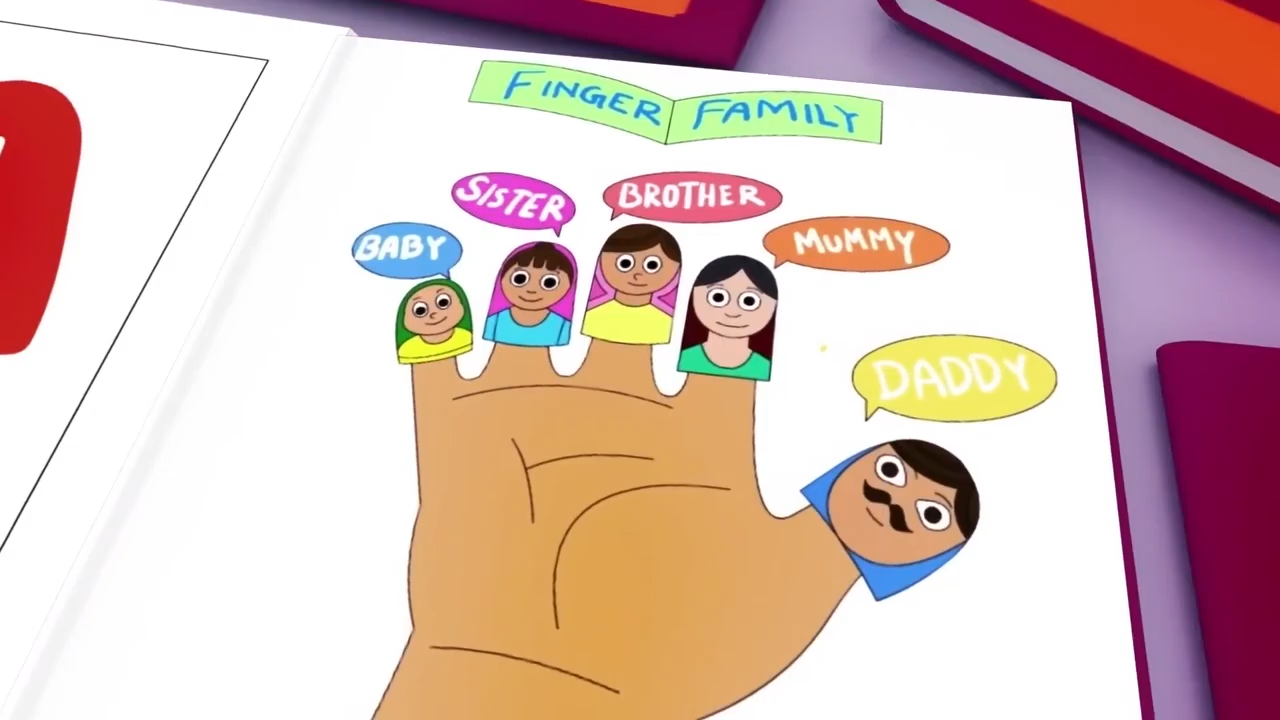 FINGER FAMILY
SISTER
BROTHER
BABY
MUMMY
DADDY